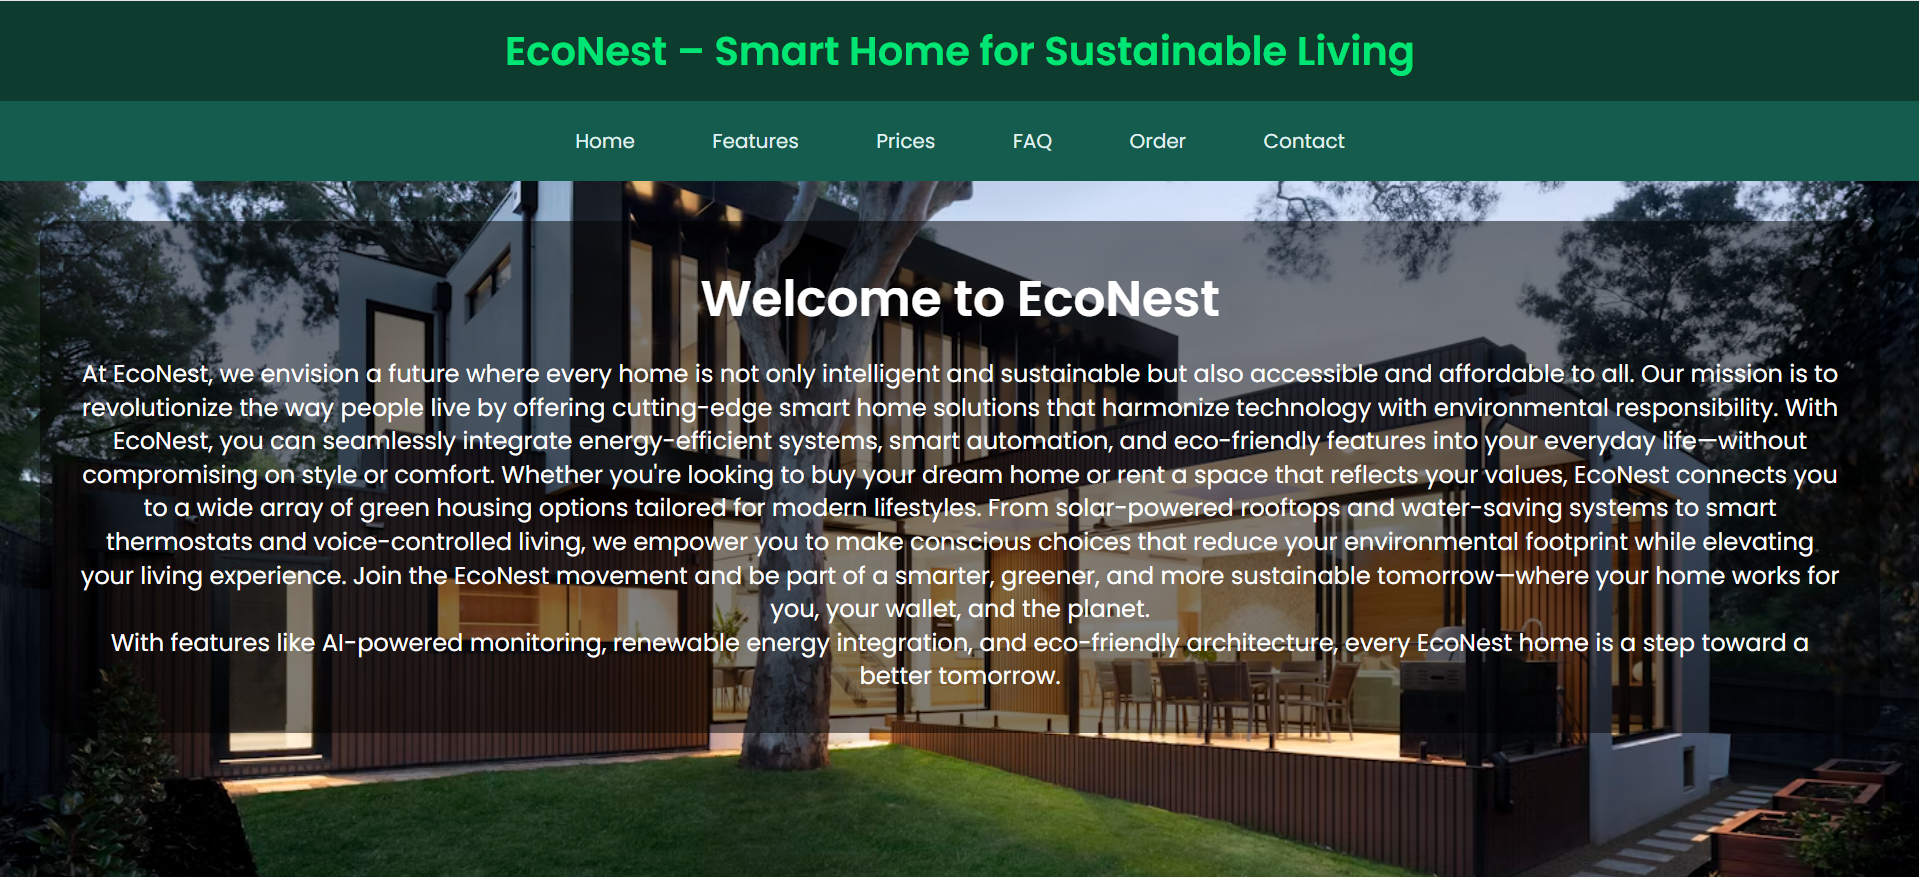 EcoNest – Smart Home for Sustainable Living
Home Features Prices FAQ Order Contact
Welcome to EcoNest
At EcoNest, we envision a future where every home is not only intelligent and sustainable but also accessible and affordable to all. Our mission is to
revolutionize the way people live by offering cutting-edge smart home solutions that harmonize technology with environmental responsibility. With
EcoNest, you can seamlessly integrate energy-efficient systems, smart automation, and eco-friendly features into your everyday life—without
compromising on style or comfort. Whether you're looking to buy your dream home or rent a space that reflects your values, EcoNest connects you
to a wide array of green housing options tailored for modern lifestyles. From solar-powered rooftops and water-saving systems to smart
thermostats and voice-controlled living, we empower you to make conscious choices that reduce your environmental footprint while elevating
your living experience. Join the EcoNest movement and be part of a smarter, greener, and more sustainable tomorrow—where your home works for
you, your wallet, and the planet.
With features like AI-powered monitoring, renewable energy integration, and eco-friendly architecture, every EcoNest home is a step toward a
better tomorrow.